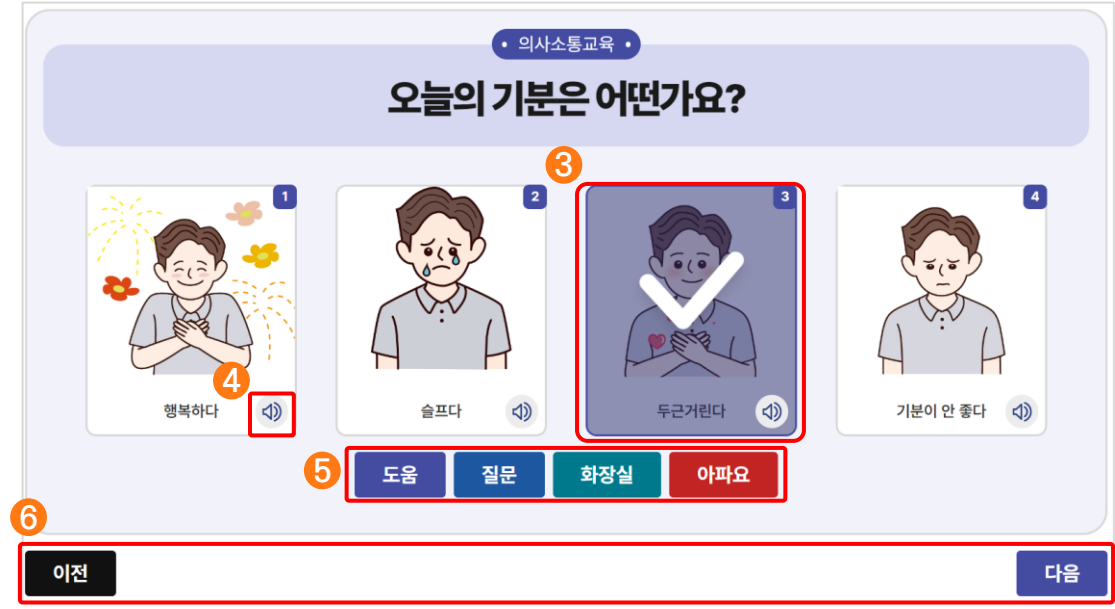 • 의사소통교육 •
오늘의 기분은 어떤가요?
3
1
2
3
4
4
행복하다
슬프다
두근거린다
기분이 안 좋다
5
도움
질문
화장실
아파요
6
이전
다음